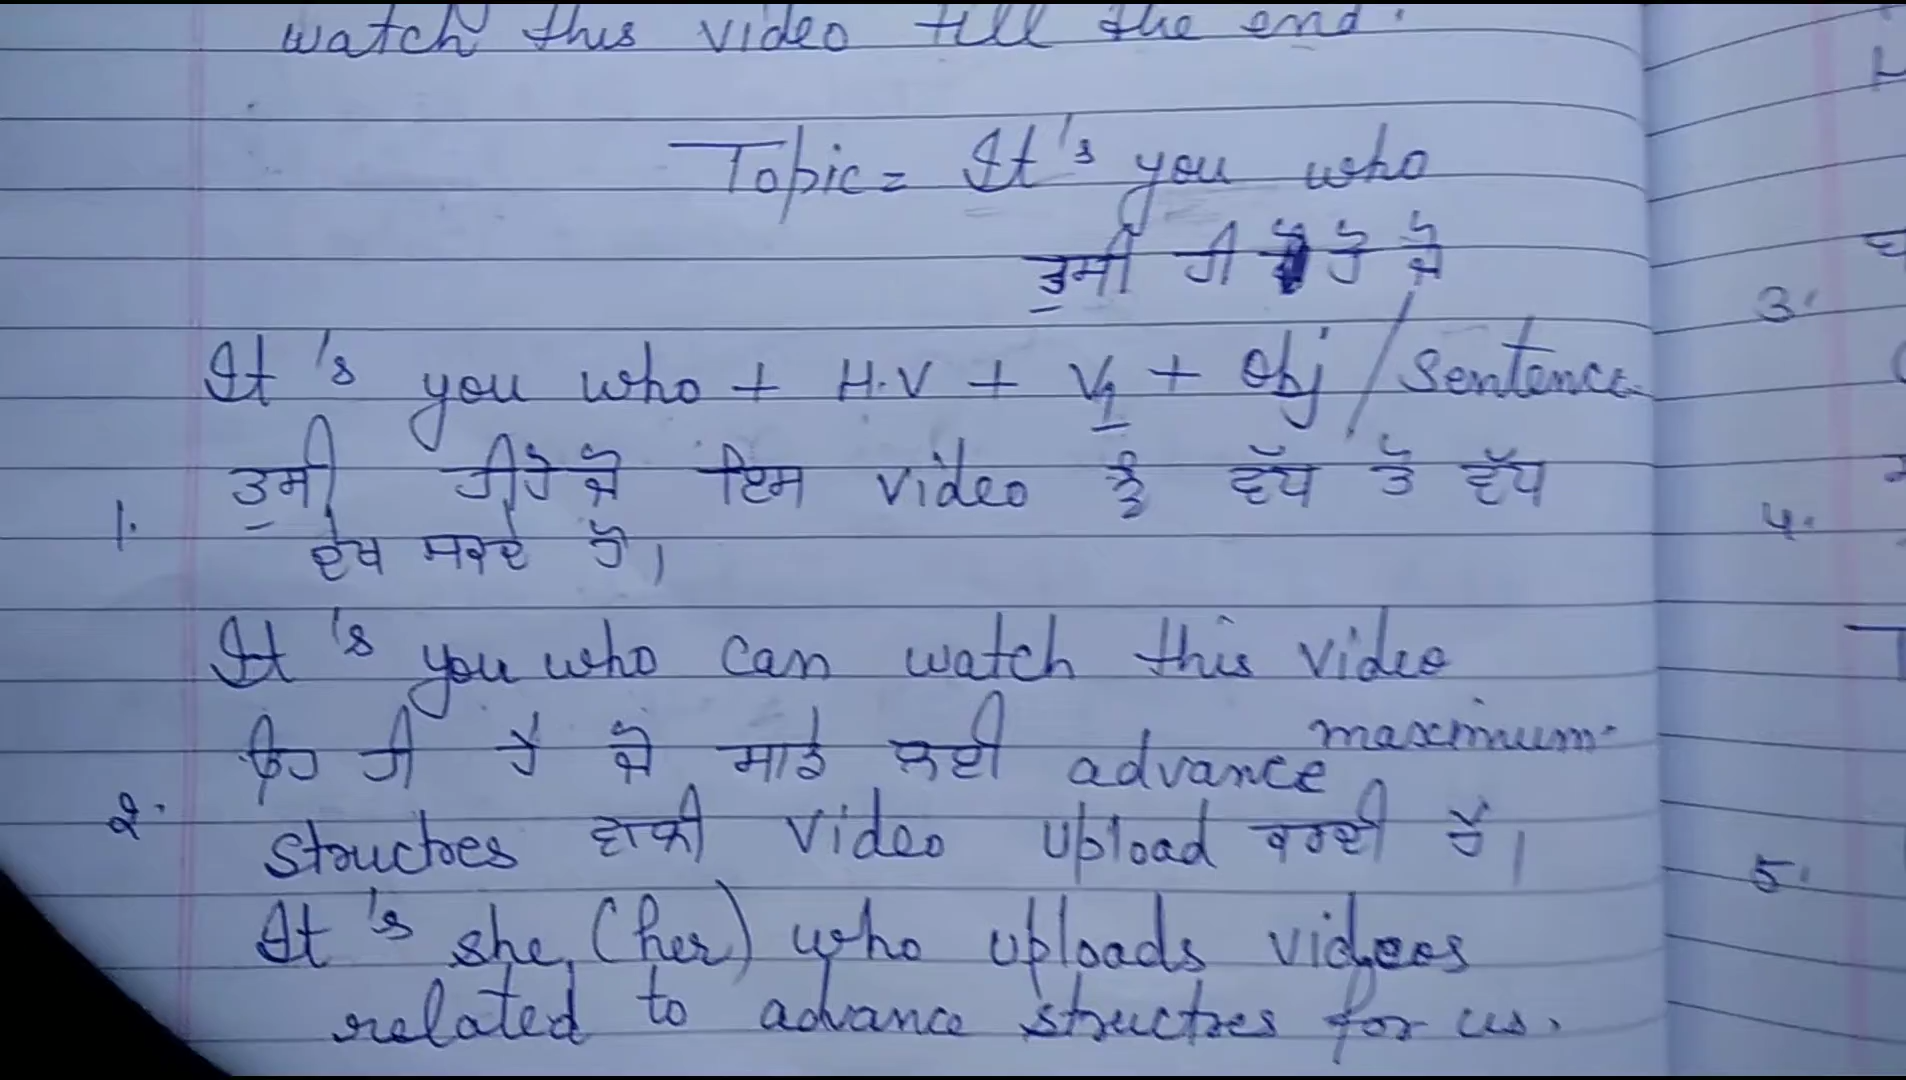 watch this video till the end.
Topic = It's you who
ਤੁਸੀਂ ਹੀ ਹੋ ਜੋ
It's you who + H.V + V1 + obj / sentence
ਤੁਸੀਂ ਹੀ ਹੋ ਜੋ ਇਸ video ਨੂੰ ਵੱਧ ਤੋਂ ਵੱਧ
1. ਦੇਖ ਸਕਦੇ ਹੋ।
It's you who can watch this video
maximum.
ਉਹ ਹੀ ਹੈ ਜੋ ਸਾਡੇ ਲਈ advance
2. structres ਵਾਲੀ video upload ਕਰਦੀ ਹੈ।
It's she (her) who uploads videos
related to advance structres for us.
3.
4.
5.